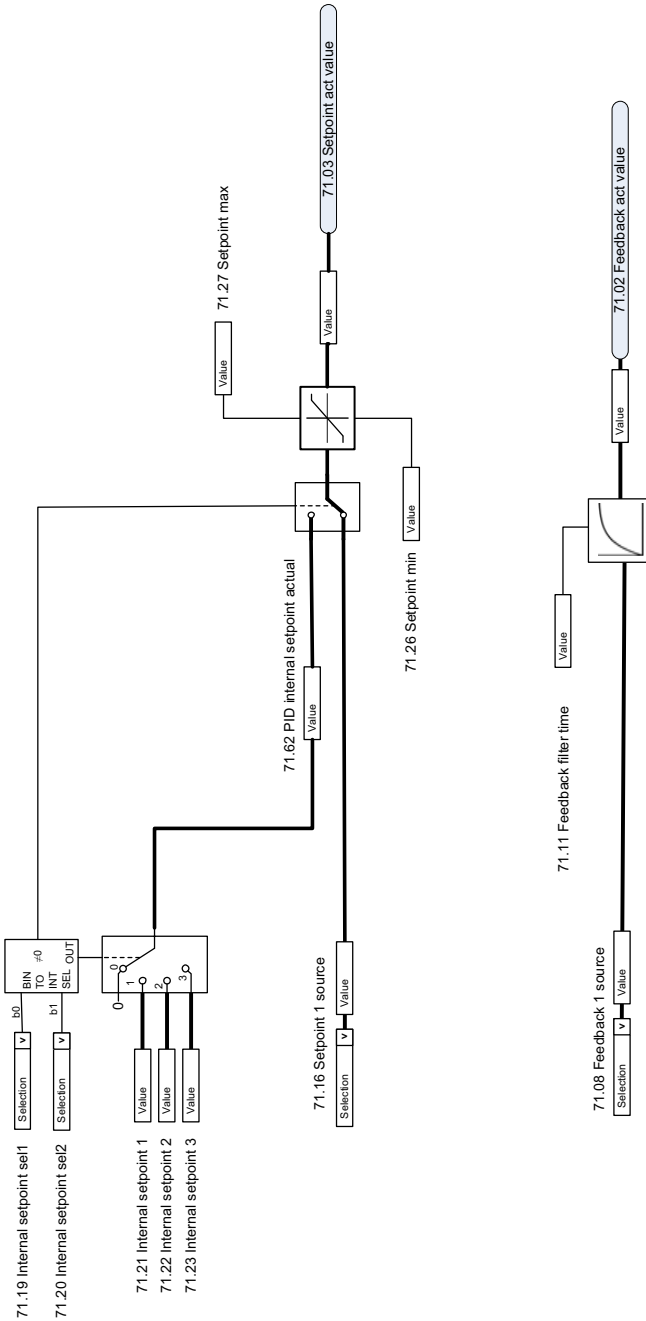 71.19 Internal setpoint sel1
Selection
v
b0
71.20 Internal setpoint sel2
Selection
v
b1
BIN
TO
INT
SEL
≠0
OUT
71.21 Internal setpoint 1
Value
71.22 Internal setpoint 2
Value
71.23 Internal setpoint 3
Value
0
0
1
2
3
71.62 PID internal setpoint actual
Value
71.16 Setpoint 1 source
Selection
v
Value
71.27 Setpoint max
Value
71.26 Setpoint min
Value
Value
71.03 Setpoint act value
71.11 Feedback filter time
Value
71.08 Feedback 1 source
Selection
v
Value
Value
71.02 Feedback act value